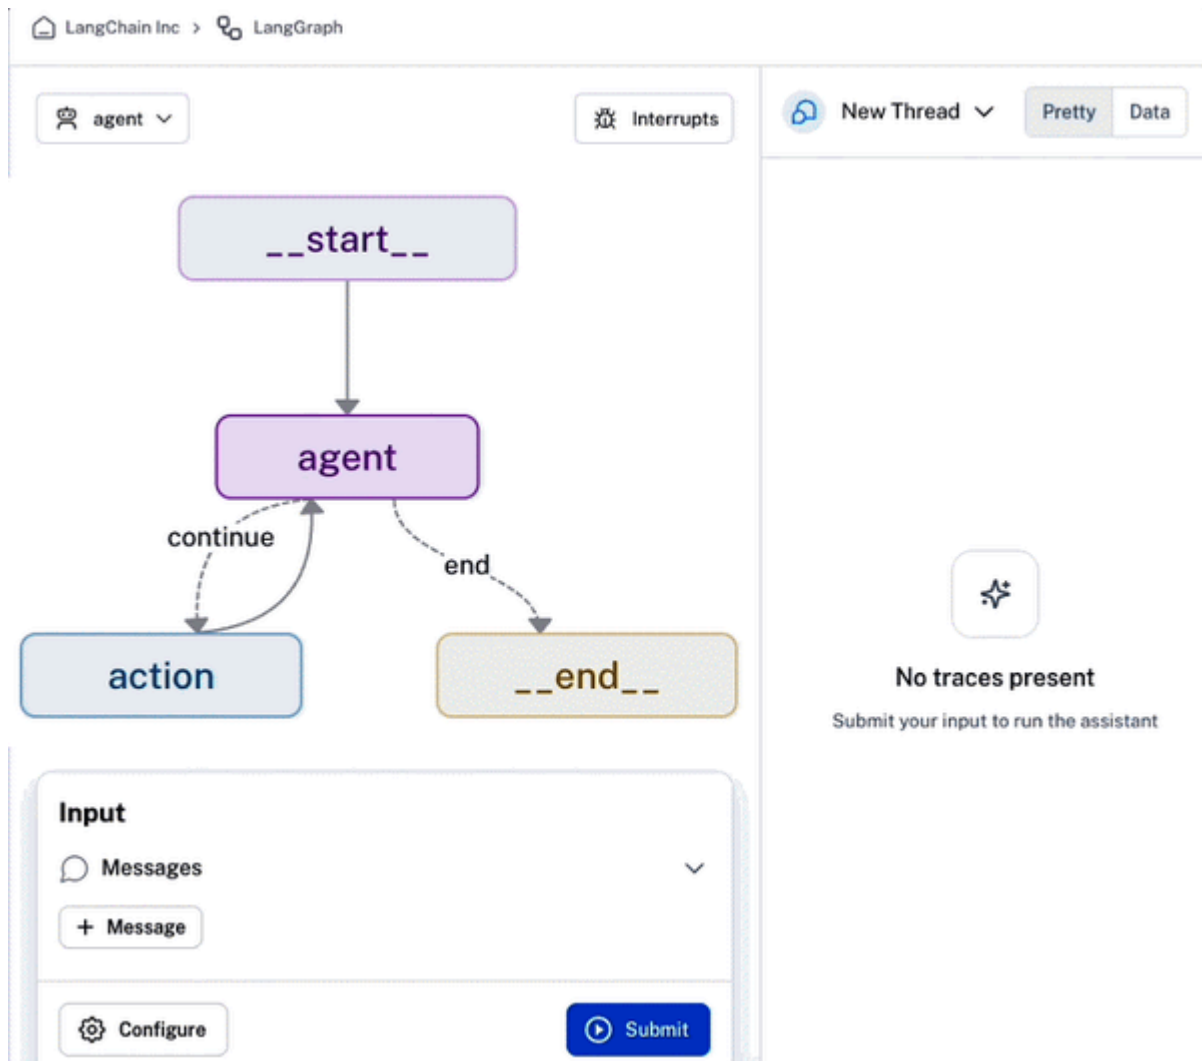 LangChain Inc > LangGraph
agent
Interrupts
New Thread
Pretty
Data
__start__
agent
continue
end
action
__end__
No traces present
Submit your input to run the assistant
Input
Messages
+ Message
Configure
Submit